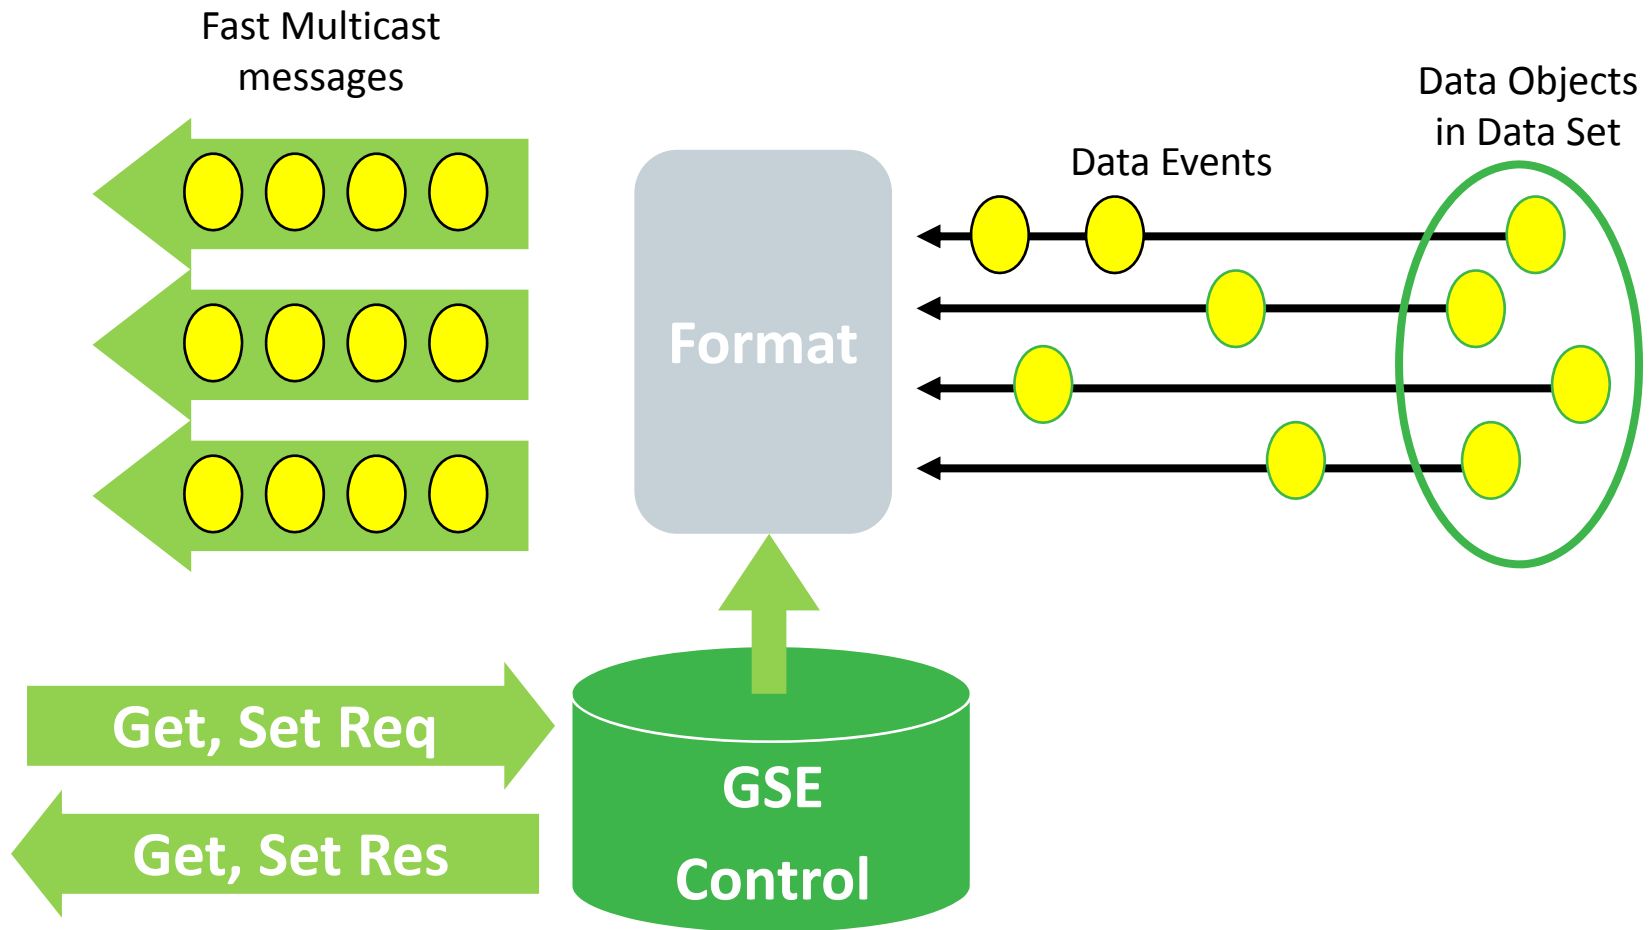 Fast Multicast
messages
Data Objects
in Data Set
Data Events
Format
Get, Set Req
Get, Set Res
GSE
Control